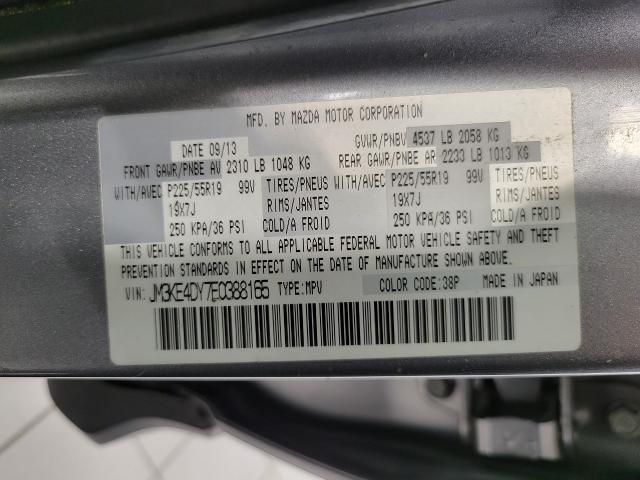 MFD. BY MAZDA MOTOR CORPORATION
DATE 09/13 GVWR/PNBV 4537 LB 2058 KG
FRONT GAWR/PNBE AV 2310 LB 1048 KG REAR GAWR/PNBE AR 2233 LB 1013 KG
WITH/AVEC P225/55R19 99V TIRES/PNEUS WITH/AVEC P225/55R19 99V TIRES/PNEUS
19X7J RIMS/JANTES 19X7J RIMS/JANTES
250 KPA/36 PSI COLD/A FROID 250 KPA/36 PSI COLD/A FROID
THIS VEHICLE CONFORMS TO ALL APPLICABLE FEDERAL MOTOR VEHICLE SAFETY AND THEFT
PREVENTION STANDARDS IN EFFECT ON THE DATE OF MANUFACTURE SHOWN ABOVE.
VIN: JM3KE4DY7E0388165 TYPE:MPV COLOR CODE:38P MADE IN JAPAN